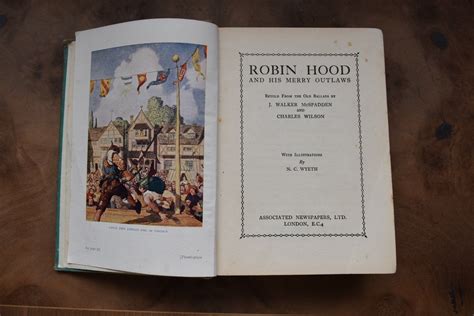 [Frontispiece
ROBIN HOOD
AND HIS MERRY OUTLAWS
Retold From the Old Ballads by
J. WALKER McSPADDEN
AND
CHARLES WILSON
With Illustrations
By
N. C. WYETH
ASSOCIATED NEWSPAPERS, LTD.
LONDON, E.C.4